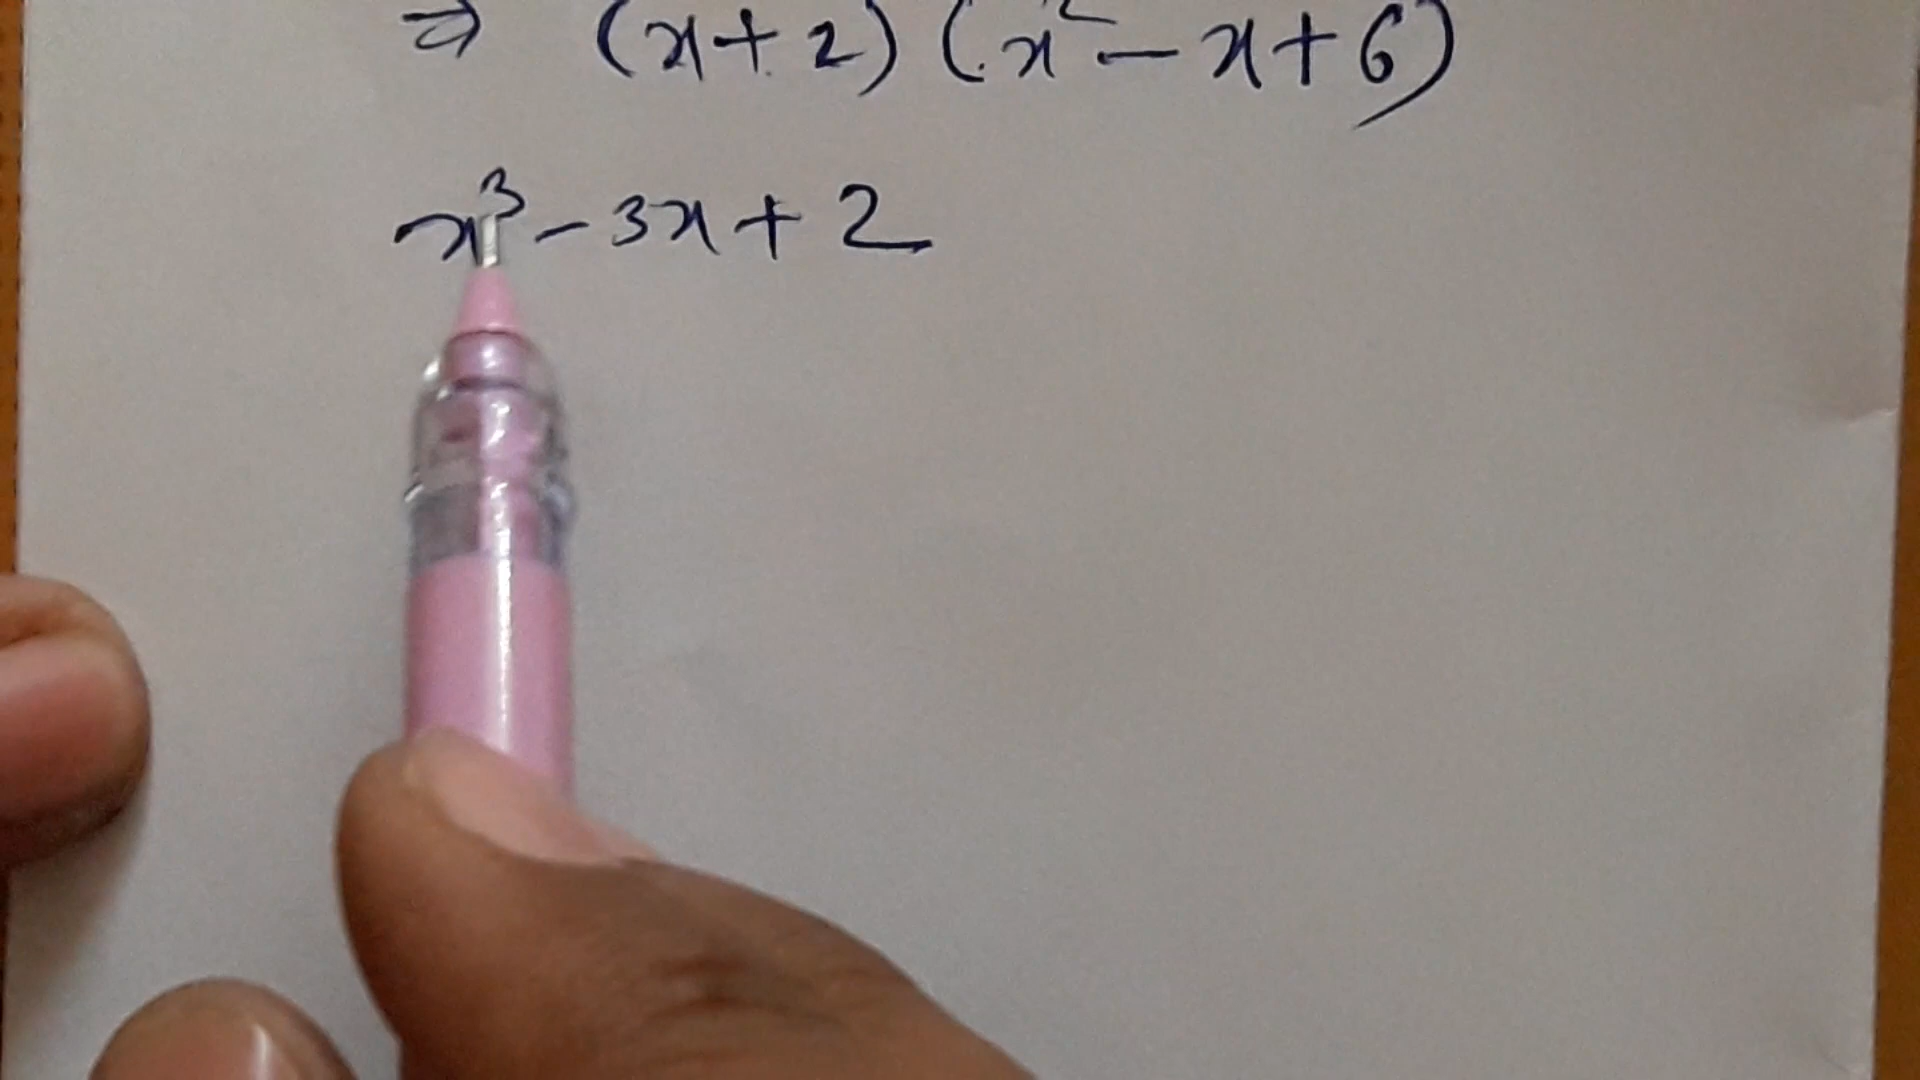 ⇒ (x+2) (x² - x + 6)
x³ - 3x + 2